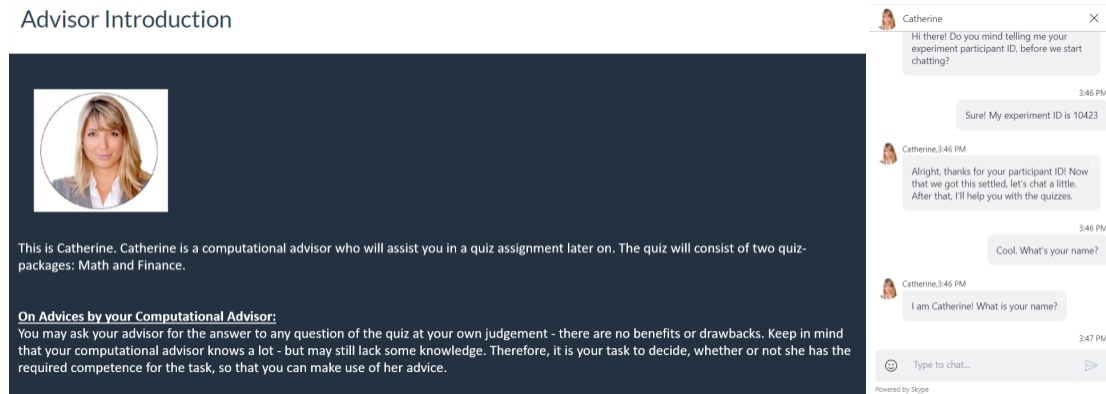 Advisor Introduction
This is Catherine. Catherine is a computational advisor who will assist you in a quiz assignment later on. The quiz will consist of two quiz-
packages: Math and Finance.
On Advices by your Computational Advisor:
You may ask your advisor for the answer to any question of the quiz at your own judgement - there are no benefits or drawbacks. Keep in mind
that your computational advisor knows a lot - but may still lack some knowledge. Therefore, it is your task to decide, whether or not she has the
required competence for the task, so that you can make use of her advice.
Catherine
Hi there! Do you mind telling me your
experiment participant ID, before we start
chatting?
3:46 PM
Sure! My experiment ID is 10423
Catherine,3:46 PM
Alright, thanks for your participant ID! Now
that we got this settled, let's chat a little.
After that, I'll help you with the quizzes.
3:46 PM
Cool. What's your name?
Catherine,3:46 PM
I am Catherine! What is your name?
3:47 PM
Type to chat...
Powered by Skype